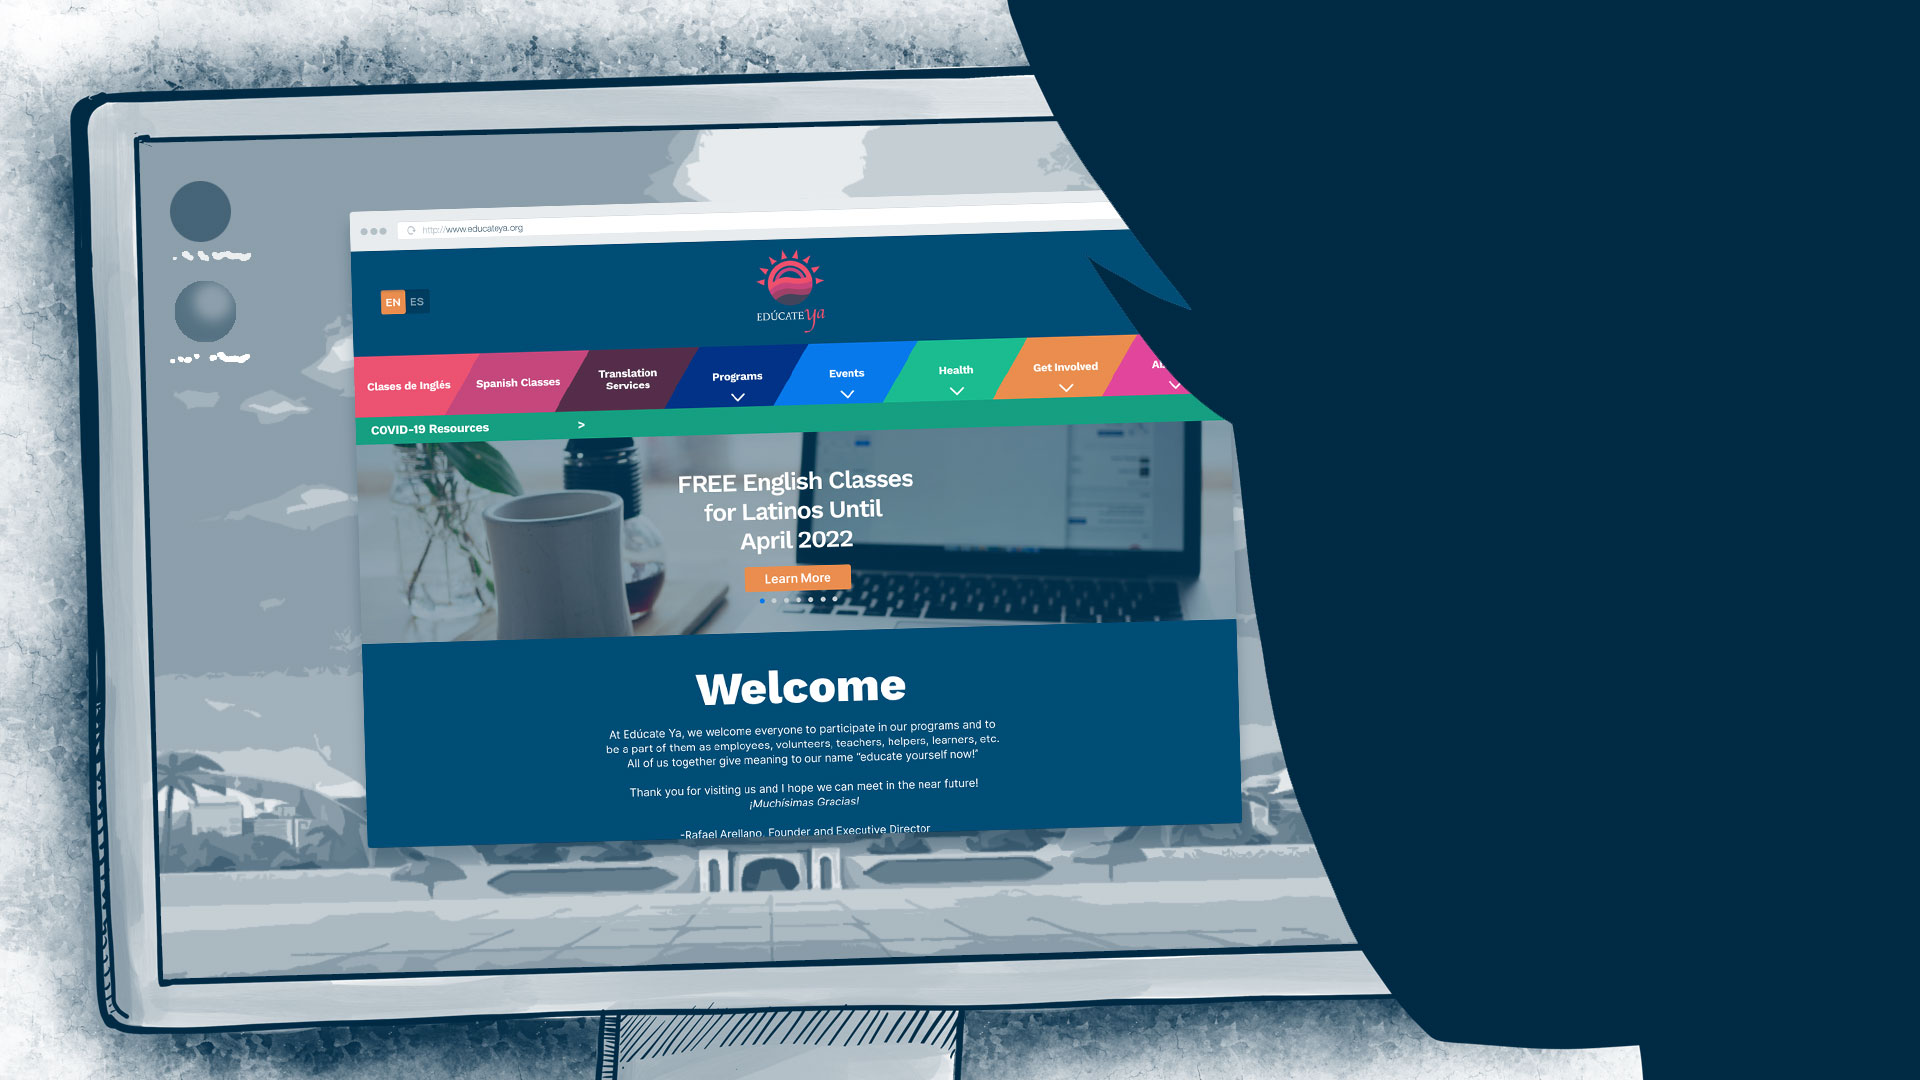 http://www.educateya.org
EN ES
EDÚCATE ya
Clases de Inglés
Spanish Classes
Translation
Services
Programs
Events
Health
Get Involved
COVID-19 Resources >
FREE English Classes
for Latinos Until
April 2022
Learn More
Welcome
At Edúcate Ya, we welcome everyone to participate in our programs and to
be a part of them as employees, volunteers, teachers, helpers, learners, etc.
All of us together give meaning to our name “educate yourself now!”
Thank you for visiting us and I hope we can meet in the near future!
¡Muchísimas Gracias!
-Rafael Arellano, Founder and Executive Director